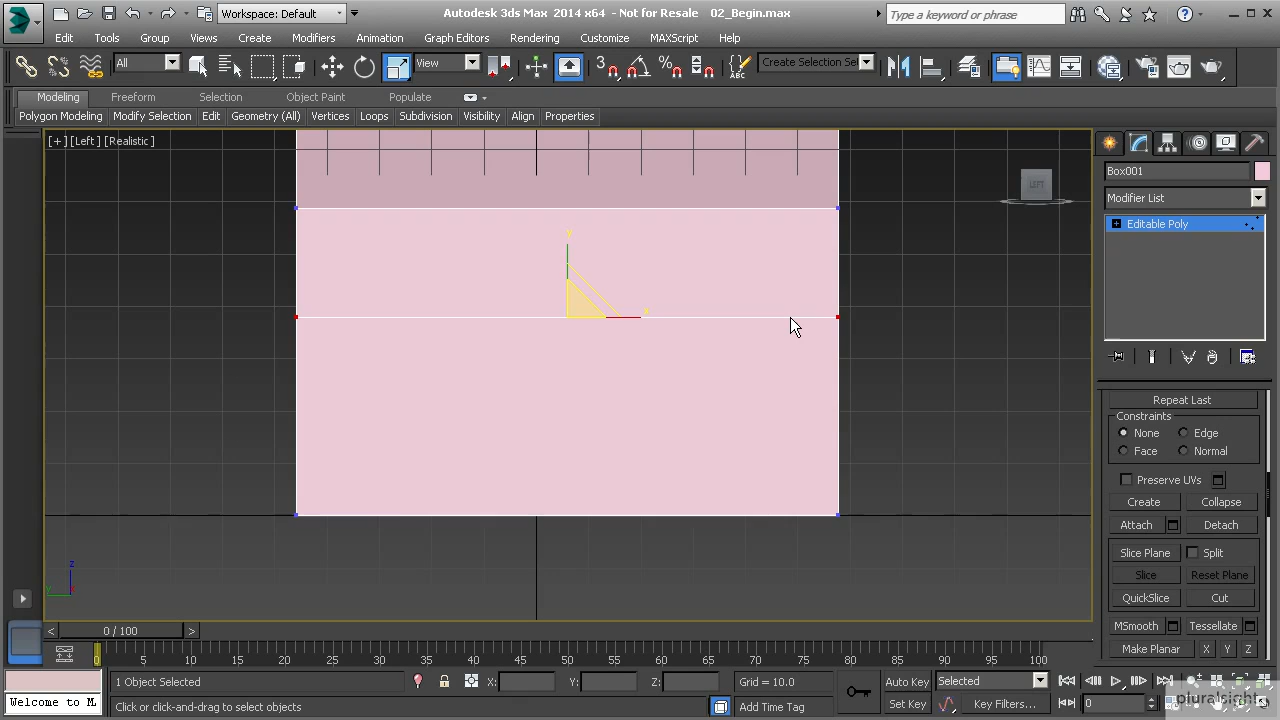 Workspace: Default
Autodesk 3ds Max 2014 x64 - Not for Resale 02_Begin.max
Type a keyword or phrase
Edit Tools Group Views Create Modifiers Animation Graph Editors Rendering Customize MAXScript Help
All View Create Selection Se
Modeling Freeform Selection Object Paint Populate
Polygon Modeling Modify Selection Edit Geometry (All) Vertices Loops Subdivision Visibility Align Properties
[+] [Left ] [Realistic ]
LEFT
y
x
z
y x
Box001
Modifier List
Editable Poly
Repeat Last
Constraints
None Edge
Face Normal
Preserve UVs
Create Collapse
Attach Detach
Slice Plane Split
Slice Reset Plane
QuickSlice Cut
MSmooth Tessellate
Make Planar X Y Z
< 0 / 100 >
0 5 10 15 20 25 30 35 40 45 50 55 60 65 70 75 80 85 90 95 100
1 Object Selected X: Y: Z: Grid = 10.0 Auto Key Selected
Welcome to M Click or click-and-drag to select objects Add Time Tag Set Key Key Filters... 0
pluralsight